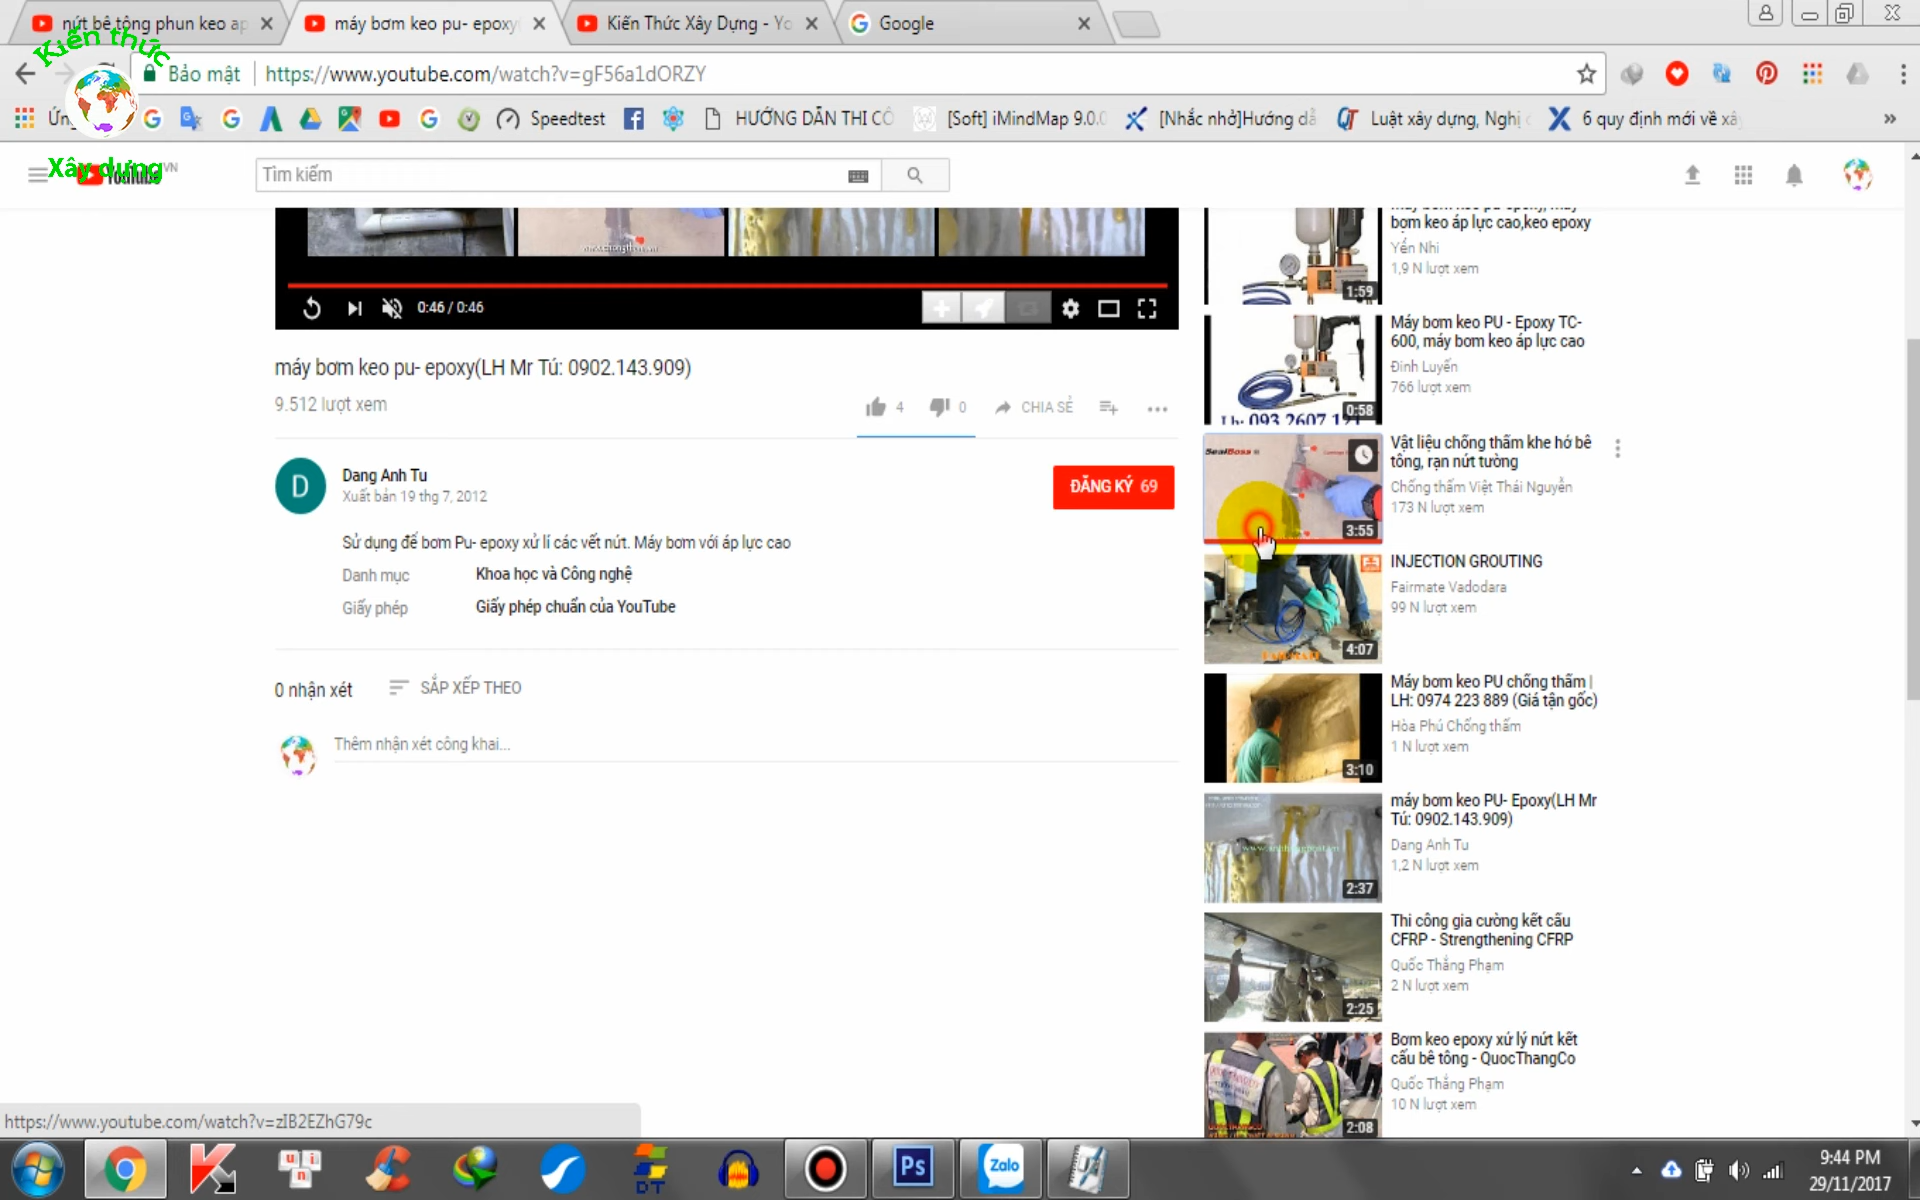 nứt bê tông phun keo áp
máy bơm keo pu- epoxy
Kiến Thức Xây Dựng - Yo
Google
Kiến thức
Xây dựng
Bảo mật
https://www.youtube.com/watch?v=gF56a1dORZY
Speedtest
HƯỚNG DẪN THI CÔ
[Soft] iMindMap 9.0.0
[Nhắc nhở]Hướng dẫ
Luật xây dựng, Nghị
6 quy định mới về xâ
»
YouTube VN
Tìm kiếm
www.chongtham.vn
0:46 / 0:46
máy bơm keo pu- epoxy(LH Mr Tú: 0902.143.909)
9.512 lượt xem
4
0
CHIA SẺ
D
Dang Anh Tu
Xuất bản 19 thg 7, 2012
ĐĂNG KÝ 69
Sử dụng để bơm Pu- epoxy xử lí các vết nứt. Máy bơm với áp lực cao
Danh mục
Khoa học và Công nghệ
Giấy phép
Giấy phép chuẩn của YouTube
0 nhận xét
SẮP XẾP THEO
Thêm nhận xét công khai...
bơm keo áp lực cao,keo epoxy
Yến Nhi
1,9 N lượt xem
1:59
Máy bơm keo PU - Epoxy TC-
600, máy bơm keo áp lực cao
Đinh Luyến
766 lượt xem
0:58
Vật liệu chống thấm khe hở bê
tông, rạn nứt tường
Chống thấm Việt Thái Nguyễn
173 N lượt xem
SealBoss
3:55
INJECTION GROUTING
Fairmate Vadodara
99 N lượt xem
4:07
Máy bơm keo PU chống thấm |
LH: 0974 223 889 (Giá tận gốc)
Hòa Phú Chống thấm
1 N lượt xem
3:10
máy bơm keo PU- Epoxy(LH Mr
Tú: 0902.143.909)
Dang Anh Tu
1,2 N lượt xem
2:37
Thi công gia cường kết cấu
CFRP - Strengthening CFRP
Quốc Thắng Phạm
2 N lượt xem
2:25
Bơm keo epoxy xử lý nứt kết
cấu bê tông - QuocThangCo
Quốc Thắng Phạm
10 N lượt xem
2:08
https://www.youtube.com/watch?v=zIB2EZhG79c
Ps
Zalo
DT
9:44 PM
29/11/2017